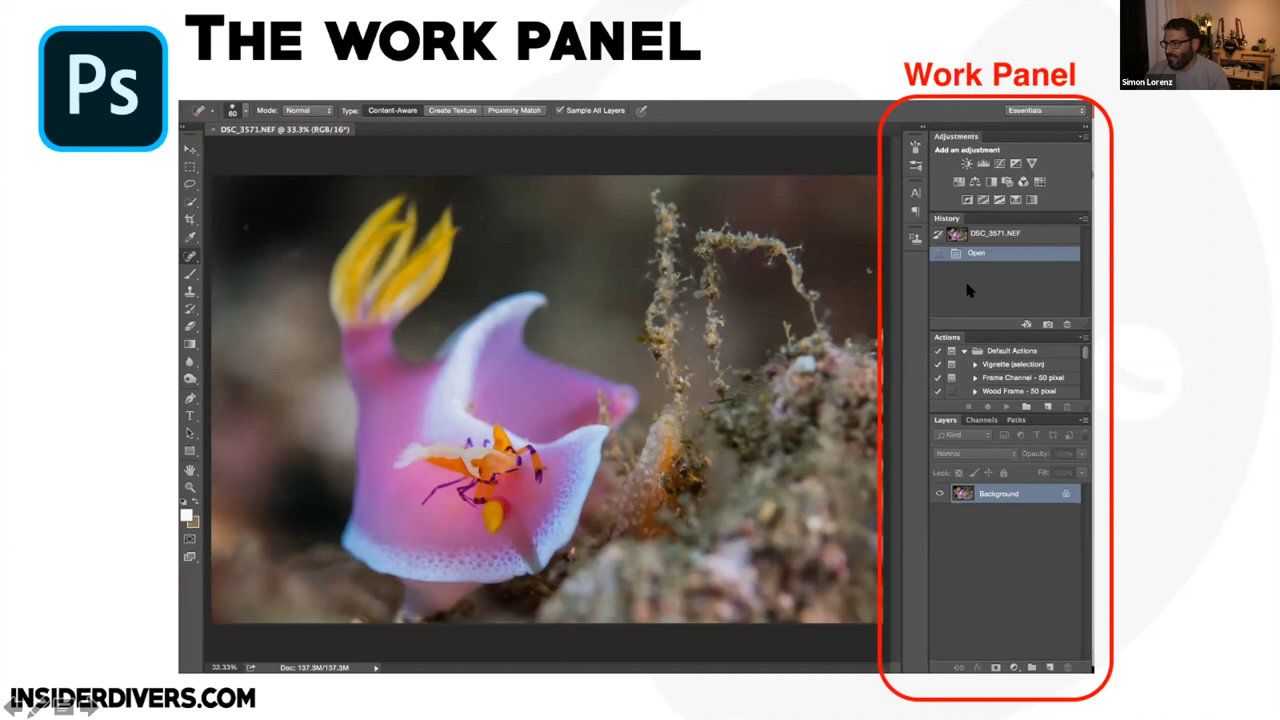 Ps
THE WORK PANEL
Work Panel
Simon Lorenz
60
Mode: Normal
Type: Content-Aware Create Texture Proximity Match
Sample All Layers
Essentials
× DSC_3571.NEF @ 33.3% (RGB/16*)
Adjustments
Add an adjustment
History
DSC_3571.NEF
Open
Actions
Default Actions
Vignette (selection)
Frame Channel - 50 pixel
Wood Frame - 50 pixel
Layers Channels Paths
Kind
Normal Opacity: 100%
Lock: Fill: 100%
Background
33.33% Doc: 137.3M/137.3M
INSIDERDIVERS.COM